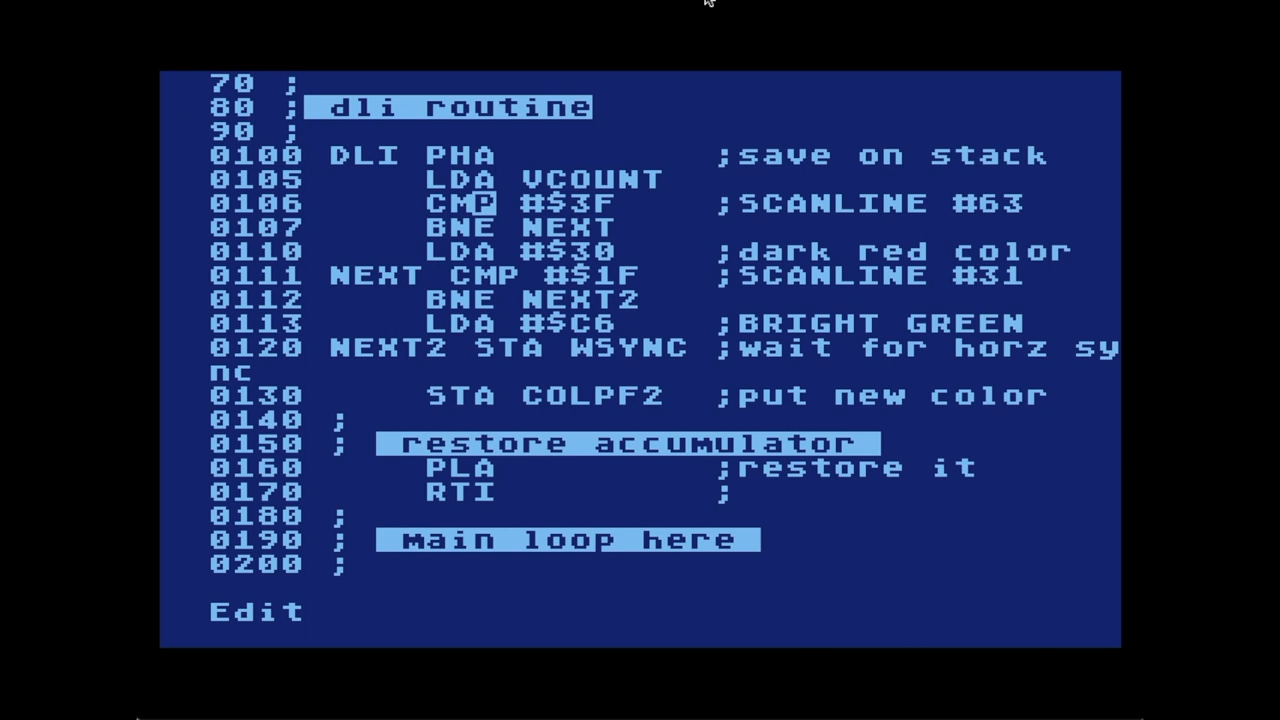 70 ;
80 ; dli routine
90 ;
0100 DLI PHA ;save on stack
0105 LDA VCOUNT
0106 CMP #$3F ;SCANLINE #63
0107 BNE NEXT
0110 LDA #$30 ;dark red color
0111 NEXT CMP #$1F ;SCANLINE #31
0112 BNE NEXT2
0113 LDA #$C6 ;BRIGHT GREEN
0120 NEXT2 STA WSYNC ;wait for horz sy
nc
0130 STA COLPF2 ;put new color
0140 ;
0150 ; restore accumulator
0160 PLA ;restore it
0170 RTI ;
0180 ;
0190 ; main loop here
0200 ;
Edit